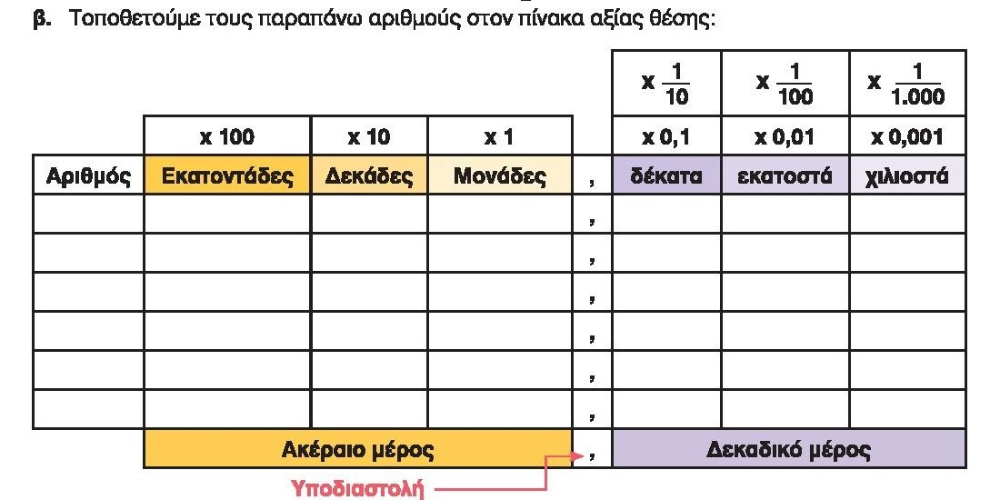 β. Τοποθετούμε τους παραπάνω αριθμούς στον πίνακα αξίας θέσης:
x 1/10 x 1/100 x 1/1.000
x 100 x 10 x 1 x 0,1 x 0,01 x 0,001
Αριθμός Εκατοντάδες Δεκάδες Μονάδες , δέκατα εκατοστά χιλιοστά
,
,
,
,
,
,
Ακέραιο μέρος , Δεκαδικό μέρος
Υποδιαστολή